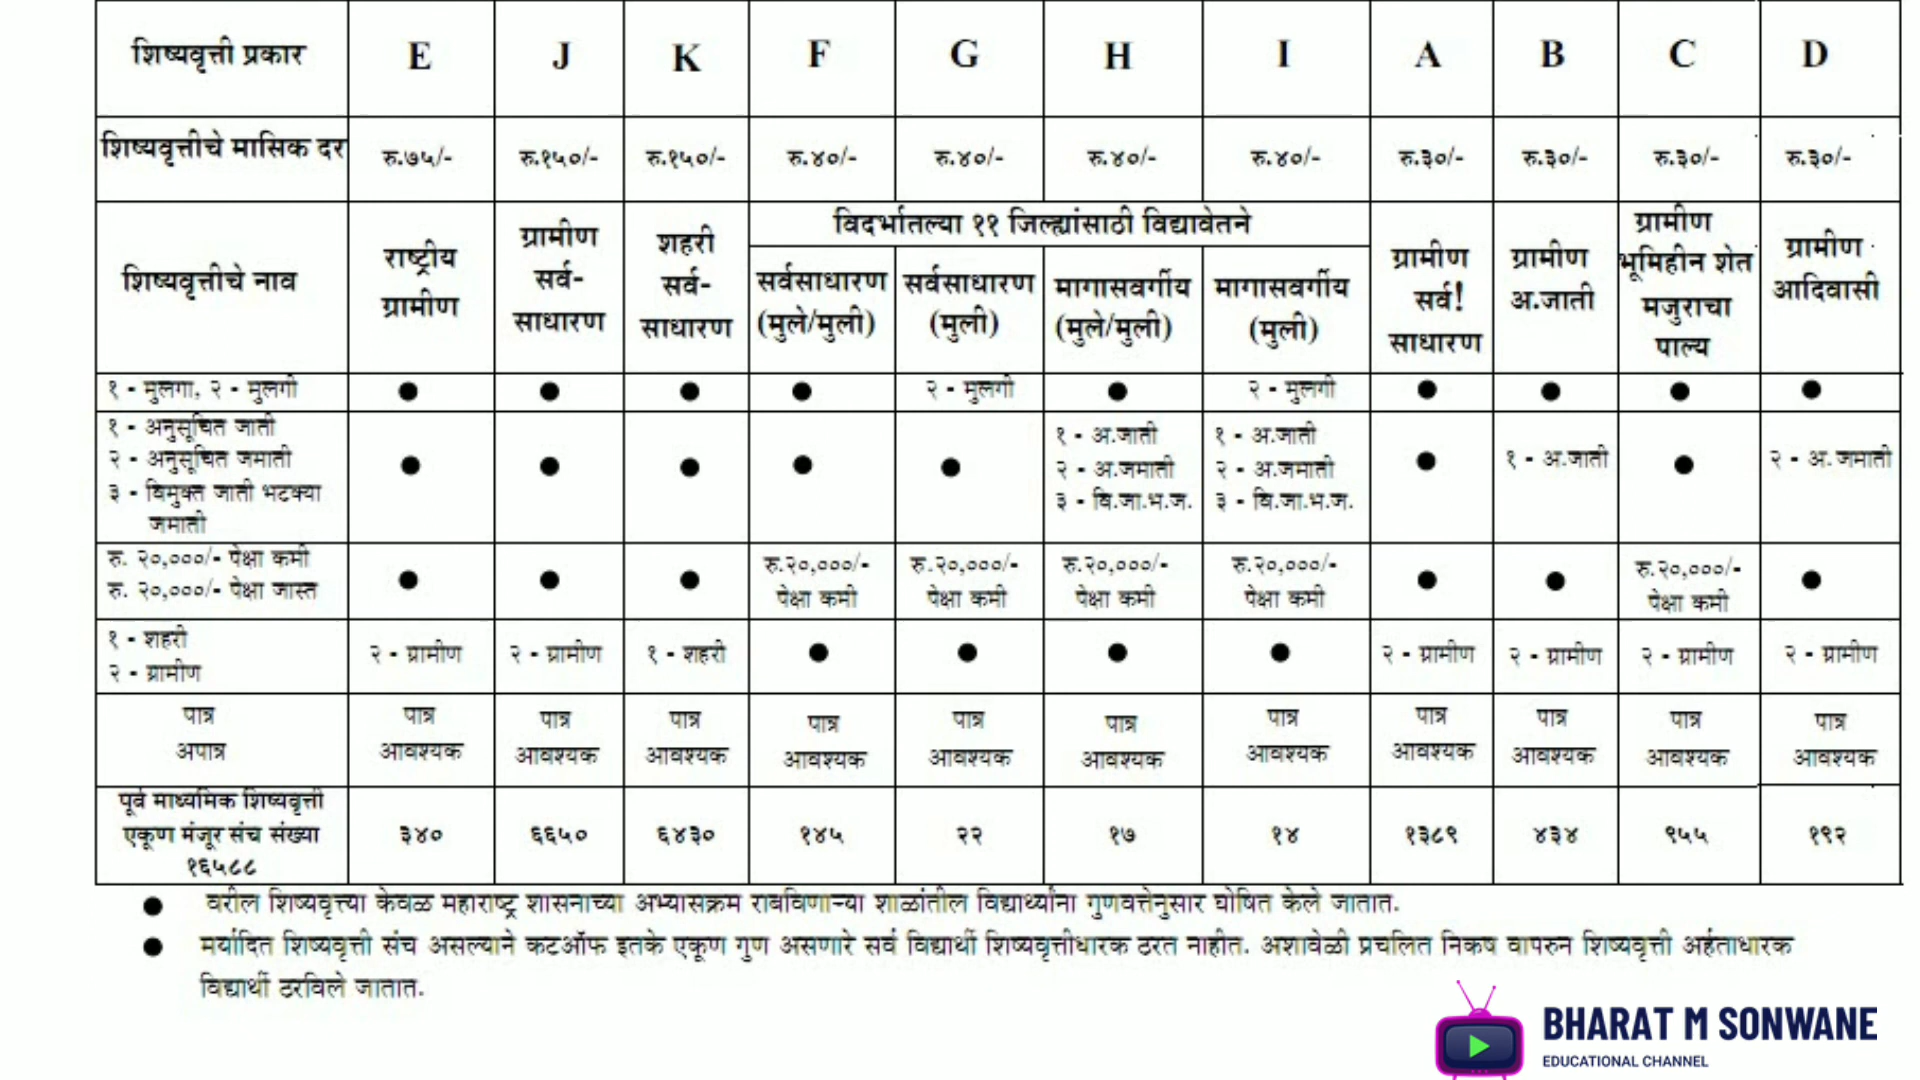 शिष्यवृत्ती प्रकार E J K F G H I A B C D
शिष्यवृत्तीचे मासिक दर रु.७५/- रु.१५०/- रु.१५०/- रु.४०/- रु.४०/- रु.४०/- रु.४०/- रु.३०/- रु.३०/- रु.३०/- रु.३०/-
विदर्भातल्या ११ जिल्ह्यांसाठी विद्यावेतने
शिष्यवृत्तीचे नाव
राष्ट्रीय
ग्रामीण
ग्रामीण
सर्व-
साधारण
शहरी
सर्व-
साधारण
सर्वसाधारण
(मुले/मुली)
सर्वसाधारण
(मुली)
मागासवर्गीय
(मुले/मुली)
मागासवर्गीय
(मुली)
ग्रामीण
सर्व!
साधारण
ग्रामीण
अ.जाती
ग्रामीण
भूमिहीन शेत
मजुराचा
पाल्य
ग्रामीण
आदिवासी
१ - मुलगा, २ - मुलगी ● ● ● ● २ - मुलगी ● २ - मुलगी ● ● ● ●
१ - अनुसूचित जाती
२ - अनुसूचित जमाती
३ - विमुक्त जाती भटक्या
जमाती
● ● ● ● ●
१ - अ.जाती
२ - अ.जमाती
३ - वि.जा.भ.ज.
१ - अ.जाती
२ - अ.जमाती
३ - वि.जा.भ.ज.
● १ - अ.जाती ● २ - अ.जमाती
रु. २०,०००/- पेक्षा कमी
रु. २०,०००/- पेक्षा जास्त
● ● ●
रु.२०,०००/-
पेक्षा कमी
रु.२०,०००/-
पेक्षा कमी
रु.२०,०००/-
पेक्षा कमी
रु.२०,०००/-
पेक्षा कमी
● ●
रु.२०,०००/-
पेक्षा कमी
●
१ - शहरी
२ - ग्रामीण
२ - ग्रामीण २ - ग्रामीण १ - शहरी ● ● ● ● २ - ग्रामीण २ - ग्रामीण २ - ग्रामीण २ - ग्रामीण
पात्र पात्र पात्र पात्र पात्र पात्र पात्र पात्र पात्र पात्र पात्र पात्र
अपात्र आवश्यक आवश्यक आवश्यक आवश्यक आवश्यक आवश्यक आवश्यक आवश्यक आवश्यक आवश्यक आवश्यक
पूर्व माध्यमिक शिष्यवृत्ती
एकूण मंजूर संच संख्या
१६५८८
३४० ६६५० ६४३० १४५ २२ १७ १४ १३८९ ४३४ ९५५ १९२
● वरील शिष्यवृत्त्या केवळ महाराष्ट्र शासनाच्या अभ्यासक्रम राबविणाऱ्या शाळांतील विद्यार्थ्यांना गुणवत्तेनुसार घोषित केले जातात.
● मर्यादित शिष्यवृत्ती संच असल्याने कटऑफ इतके एकूण गुण असणारे सर्व विद्यार्थी शिष्यवृत्तीधारक ठरत नाहीत. अशावेळी प्रचलित निकष वापरुन शिष्यवृत्ती अर्हताधारक
विद्यार्थी ठरविले जातात.
BHARAT M SONWANE
EDUCATIONAL CHANNEL